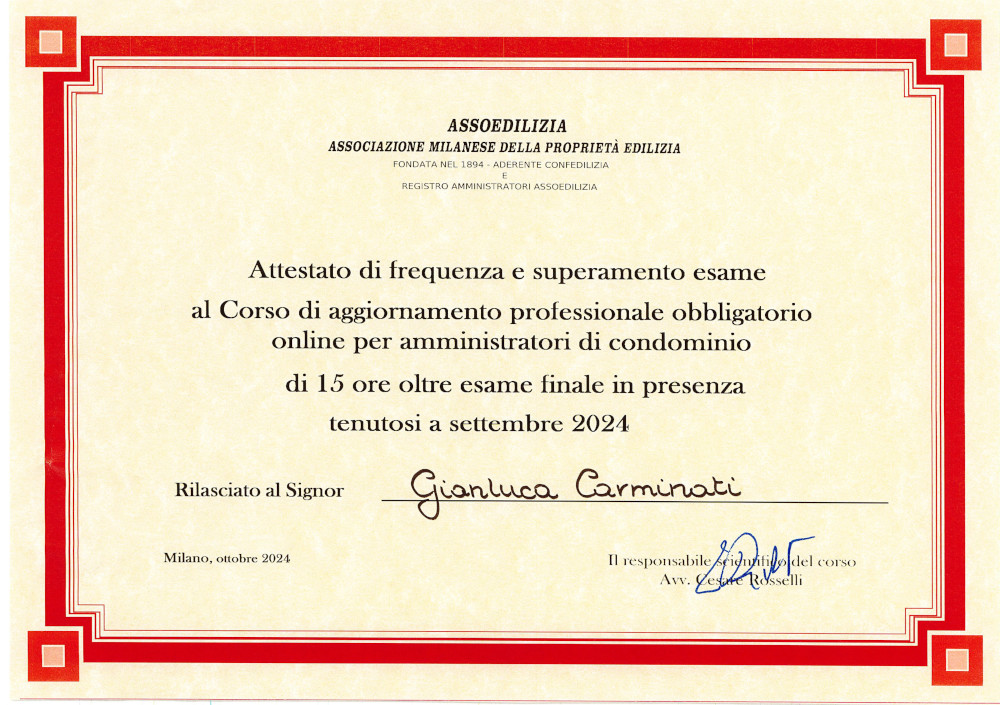 ASSOEDILIZIA
ASSOCIAZIONE MILANESE DELLA PROPRIETÀ EDILIZIA
FONDATA NEL 1894 - ADERENTE CONFEDILIZIA
E
REGISTRO AMMINISTRATORI ASSOEDILIZIA
Attestato di frequenza e superamento esame
al Corso di aggiornamento professionale obbligatorio
online per amministratori di condominio
di 15 ore oltre esame finale in presenza
tenutosi a settembre 2024
Rilasciato al Signor Gianluca Carminati
Milano, ottobre 2024
Il responsabile scientifico del corso
Avv. Cesare Rosselli